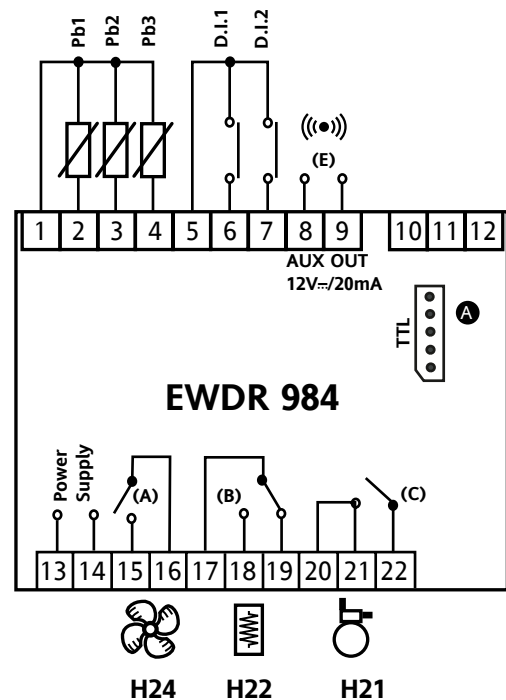 Pb1 Pb2 Pb3 D.I.1 D.I.2
(E)
1 2 3 4 5 6 7 8 9 10 11 12
AUX OUT
12V⎓/20mA
TTL
A
EWDR 984
Power
Supply
(A) (B) (C)
13 14 15 16 17 18 19 20 21 22
H24 H22 H21